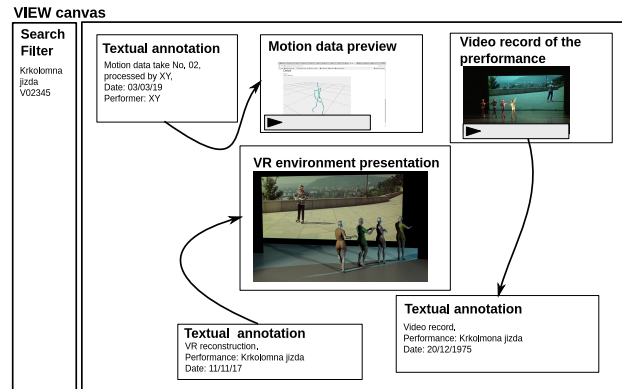 VIEW canvas
Search
Filter
Krkolomna
jizda
V02345
Textual annotation
Motion data take No, 02,
processed by XY,
Date: 03/03/19
Performer: XY
Motion data preview
Video record of the
prerformance
VR environment presentation
Textual annotation
VR reconstruction,
Performance: Krkolomna jizda
Date: 11/11/17
Textual annotation
Video record,
Performance: Krkolmona jizda
Date: 20/12/1975